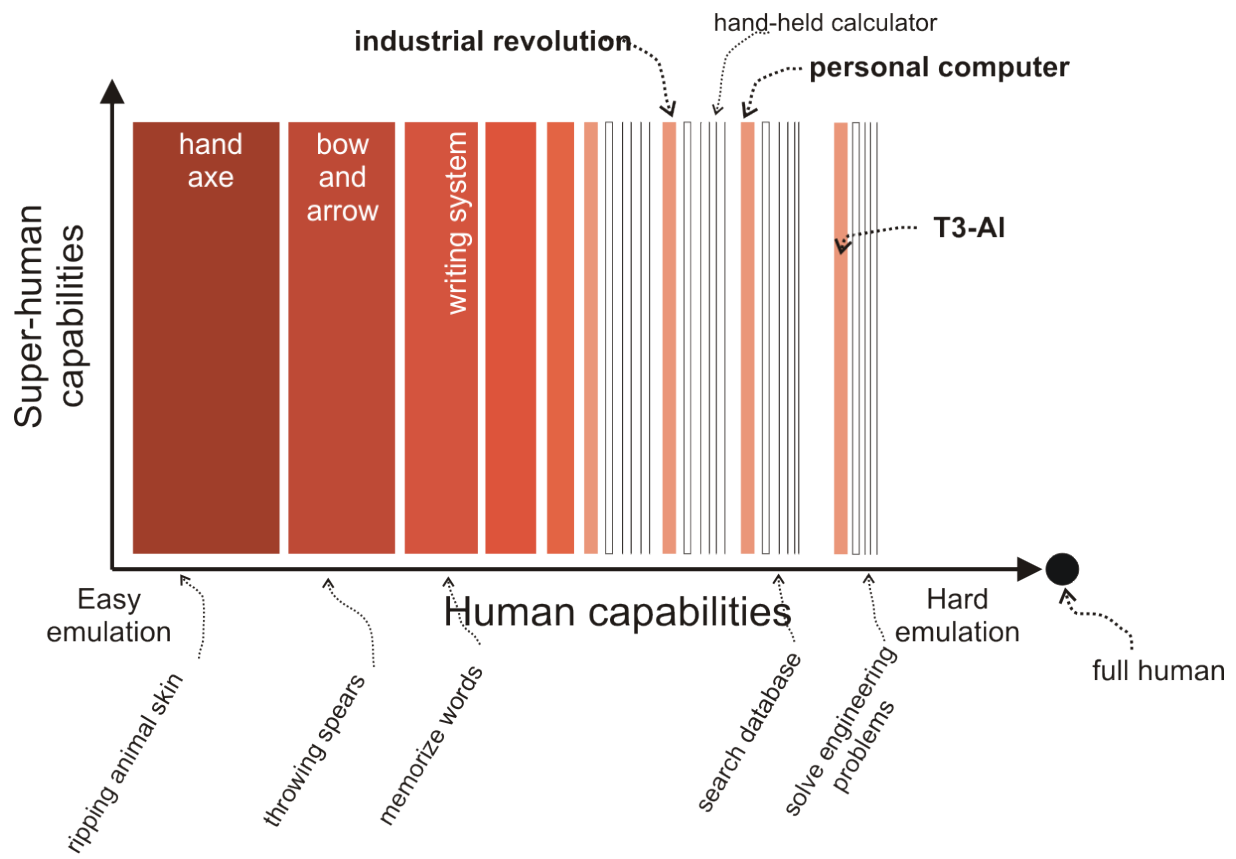 hand-held calculator
industrial revolution
personal computer
hand
axe
bow
and
arrow
writing system
T3-AI
Super-human
capabilities
Easy
emulation
Human capabilities
Hard
emulation
full human
ripping animal skin
throwing spears
memorize words
search database
solve engineering
problems